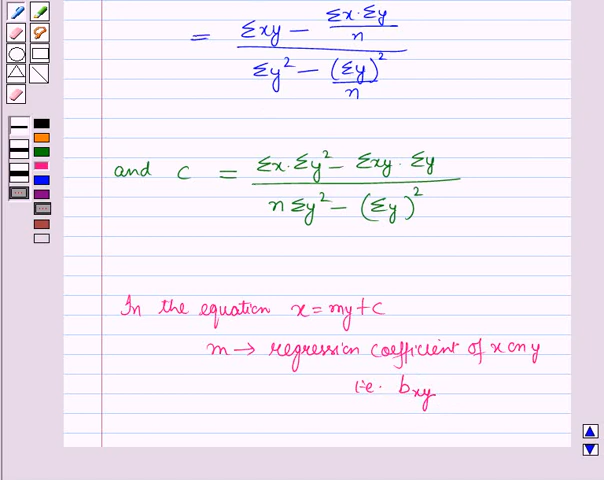 = Σxy − Σx·Σy/n
Σy² − (Σy)²/n
and c = Σx·Σy² − Σxy·Σy
nΣy² − (Σy)²
In the equation x = my+c
m → regression coefficient of x on y
i.e. bxy